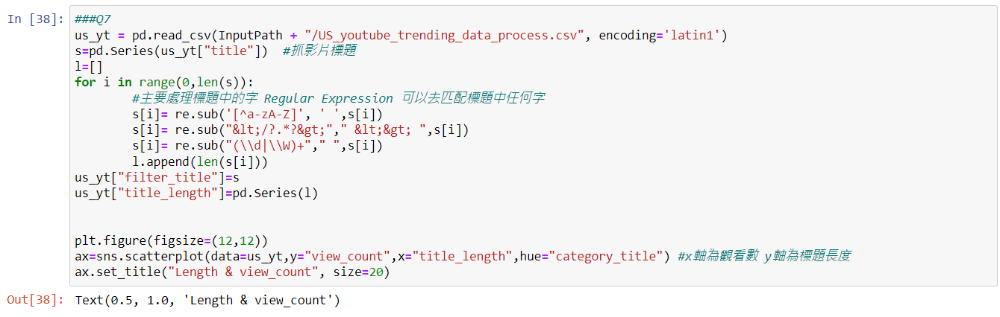 In [38]: ###Q7
us_yt = pd.read_csv(InputPath + "/US_youtube_trending_data_process.csv", encoding='latin1')
s=pd.Series(us_yt["title"])  #抓影片標題
l=[]
for i in range(0,len(s)):
        #主要處理標題中的字 Regular Expression 可以去匹配標題中任何字
        s[i]= re.sub('[^a-zA-Z]', ' ',s[i])
        s[i]= re.sub("&lt;/?.*?&gt;"," &lt;&gt; ",s[i])
        s[i]= re.sub("(\\d|\\W)+"," ",s[i])
        l.append(len(s[i]))
us_yt["filter_title"]=s
us_yt["title_length"]=pd.Series(l)
plt.figure(figsize=(12,12))
ax=sns.scatterplot(data=us_yt,y="view_count",x="title_length",hue="category_title") #x軸為觀看數 y軸為標題長度
ax.set_title("Length & view_count", size=20)
Out[38]: Text(0.5, 1.0, 'Length & view_count')